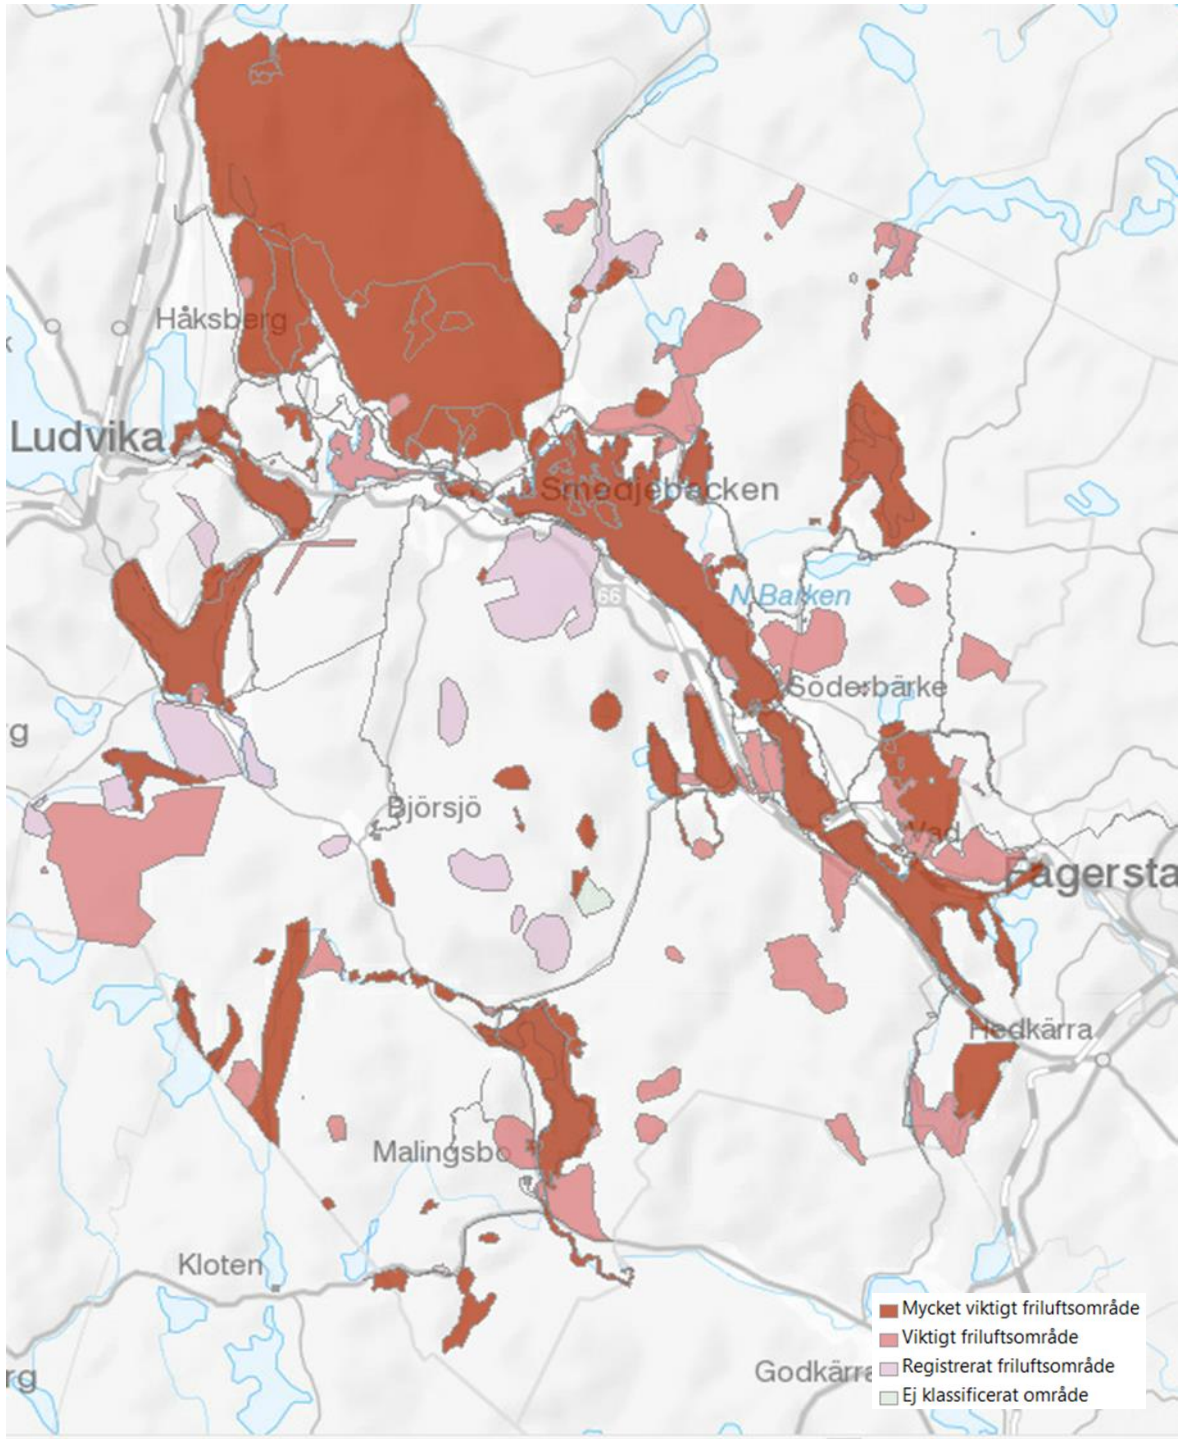 Håksberg
Ludvika
Smedjebacken
66
N Barken
Söderbärke
g
Björsjö
Vad
Fagersta
Hedkärra
Malingsbo
Kloten
Mycket viktigt friluftsområde
Viktigt friluftsområde
Registrerat friluftsområde
Ej klassificerat område
Godkärra
rg